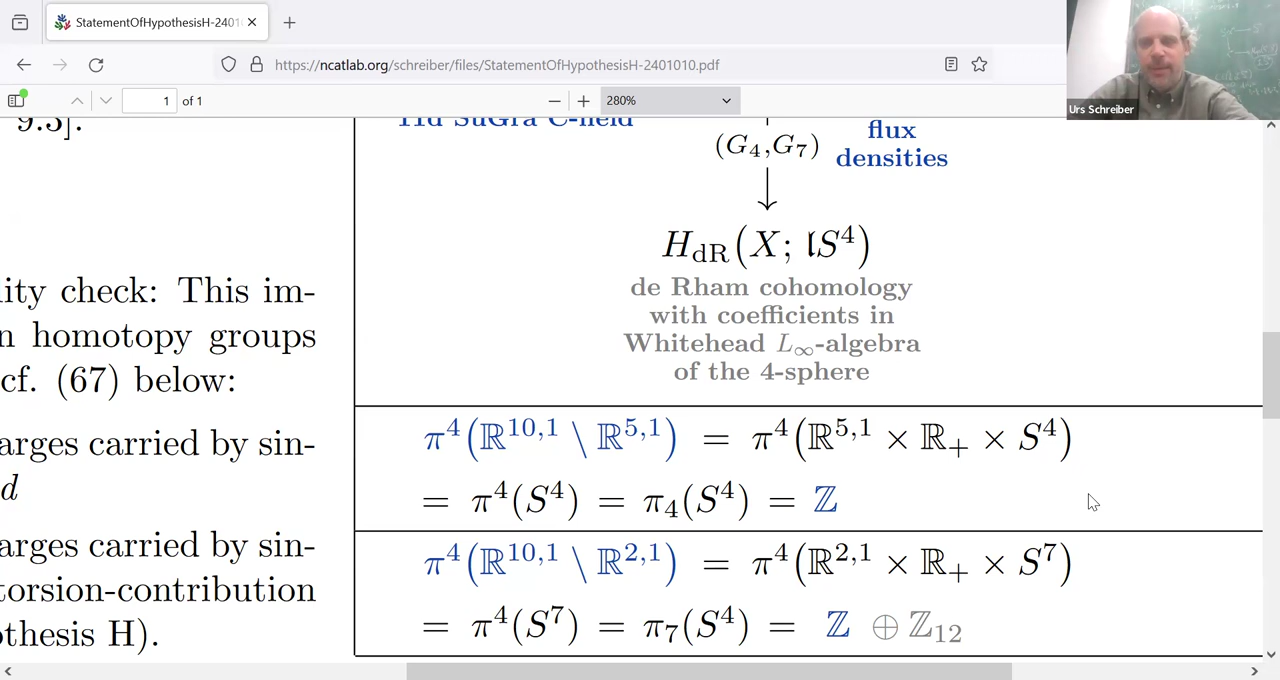 StatementOfHypothesisH-2401
https://ncatlab.org/schreiber/files/StatementOfHypothesisH-2401010.pdf
1 of 1
280%
Urs Schreiber
9.3].
11d SuGra C-field
(G₄,G₇)
flux
densities
H_dR(X; 𝔩S⁴)
de Rham cohomology
with coefficients in
Whitehead L∞-algebra
of the 4-sphere
ity check: This im-
n homotopy groups
cf. (67) below:
arges carried by sin-
d
arges carried by sin-
torsion-contribution
othesis H).
π⁴(ℝ¹⁰,¹ \ ℝ⁵,¹) = π⁴(ℝ⁵,¹ × ℝ₊ × S⁴)
= π⁴(S⁴) = π₄(S⁴) = ℤ
π⁴(ℝ¹⁰,¹ \ ℝ²,¹) = π⁴(ℝ²,¹ × ℝ₊ × S⁷)
= π⁴(S⁷) = π₇(S⁴) = ℤ ⊕ ℤ₁₂